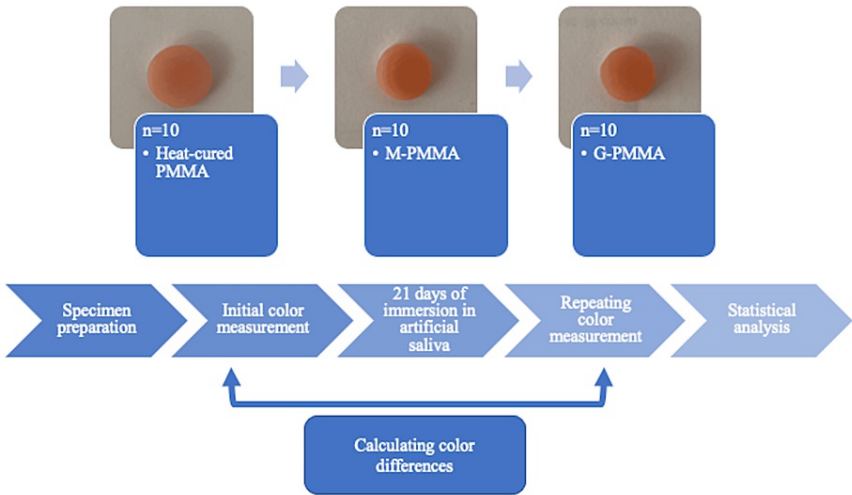 n=10
• Heat-cured
PMMA
n=10
• M-PMMA
n=10
• G-PMMA
Specimen
preparation
Initial color
measurement
21 days of
immersion in
artificial
saliva
Repeating
color
measurement
Statistical
analysis
Calculating color
differences